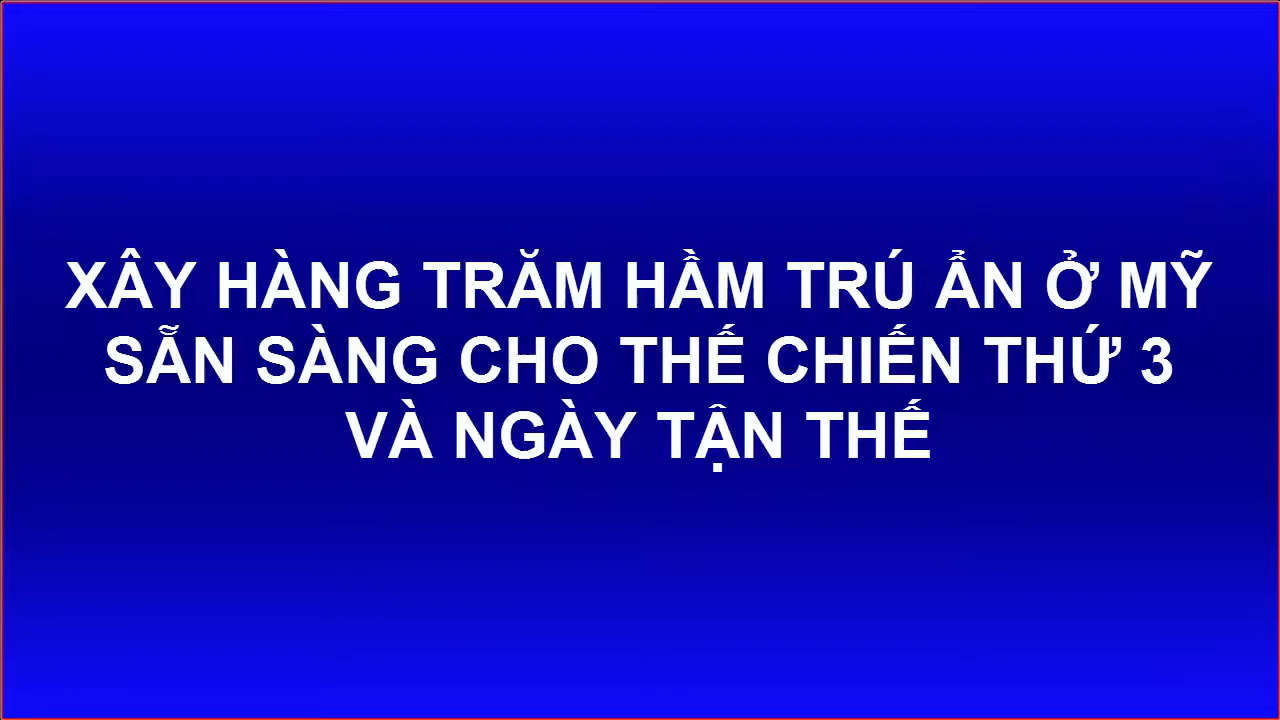 XÂY HÀNG TRĂM HẦM TRÚ ẨN Ở MỸ
SẴN SÀNG CHO THẾ CHIẾN THỨ 3
VÀ NGÀY TẬN THẾ